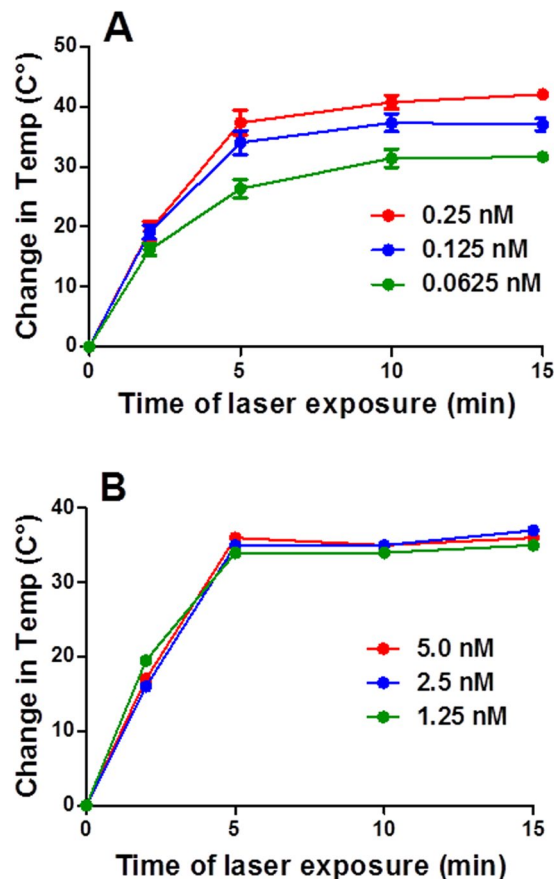 A
Change in Temp (C°)
50
40
30
20
10
0
0.25 nM
0.125 nM
0.0625 nM
0 5 10 15
Time of laser exposure (min)
B
Change in Temp (C°)
40
30
20
10
0
5.0 nM
2.5 nM
1.25 nM
0 5 10 15
Time of laser exposure (min)